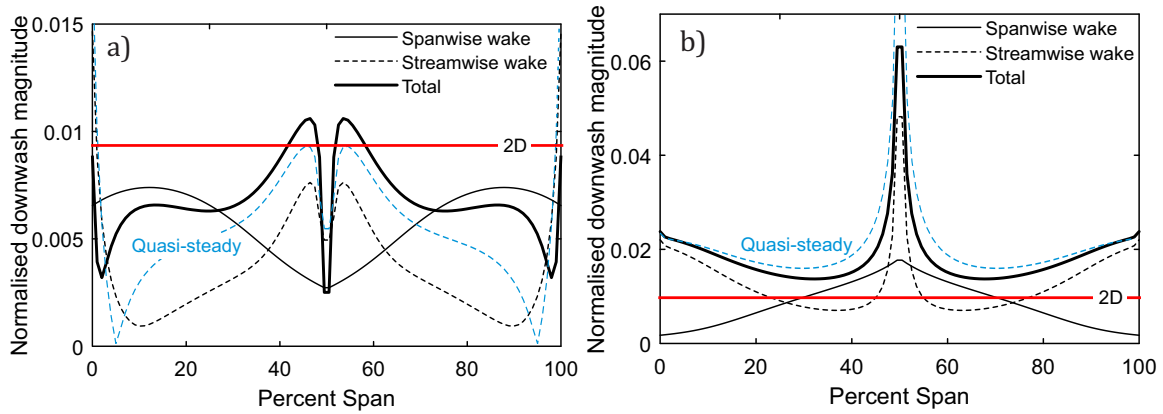 a)
Normalised downwash magnitude
0.015
0.01
0.005
0
Spanwise wake
Streamwise wake
Total
2D
Quasi-steady
0 20 40 60 80 100
Percent Span
b)
Normalised downwash magnitude
0.06
0.04
0.02
0
Spanwise wake
Streamwise wake
Total
Quasi-steady
2D
0 20 40 60 80 100
Percent Span